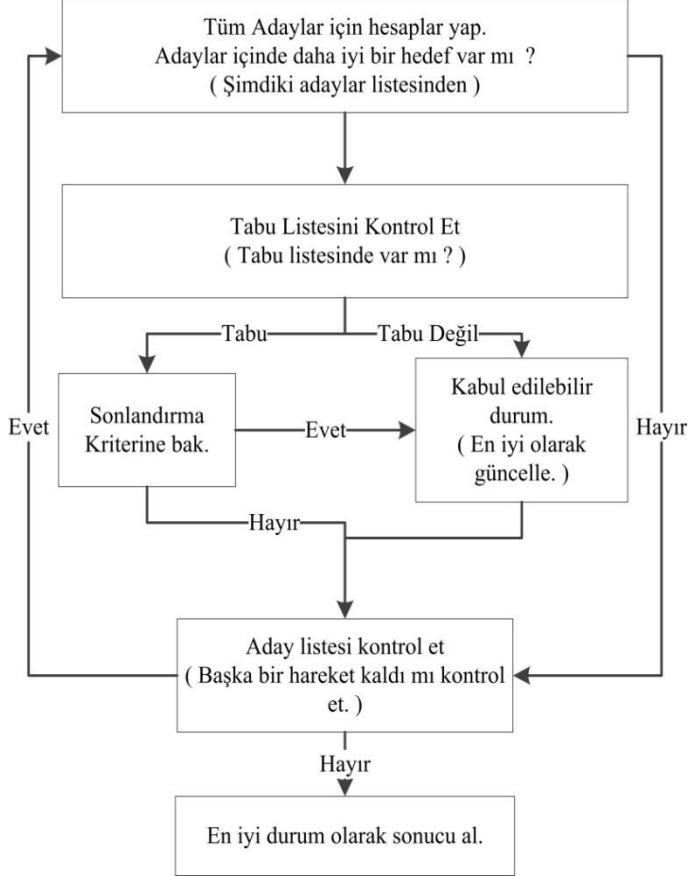 Tüm Adaylar için hesaplar yap.
Adaylar içinde daha iyi bir hedef var mı ?
( Şimdiki adaylar listesinden )
Tabu Listesini Kontrol Et
( Tabu listesinde var mı ? )
Tabu
Tabu Değil
Sonlandırma
Kriterine bak.
Evet
Kabul edilebilir
durum.
( En iyi olarak
güncelle. )
Evet
Hayır
Hayır
Aday listesi kontrol et
( Başka bir hareket kaldı mı kontrol
et. )
Hayır
En iyi durum olarak sonucu al.